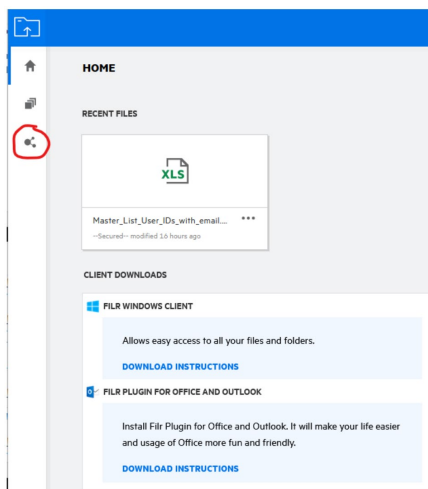 HOME
RECENT FILES
XLS
Master_List_User_IDs_with_email....
--Secured-- modified 16 hours ago
CLIENT DOWNLOADS
FILR WINDOWS CLIENT
Allows easy access to all your files and folders.
DOWNLOAD INSTRUCTIONS
FILR PLUGIN FOR OFFICE AND OUTLOOK
Install Filr Plugin for Office and Outlook. It will make your life easier
and usage of Office more fun and friendly.
DOWNLOAD INSTRUCTIONS